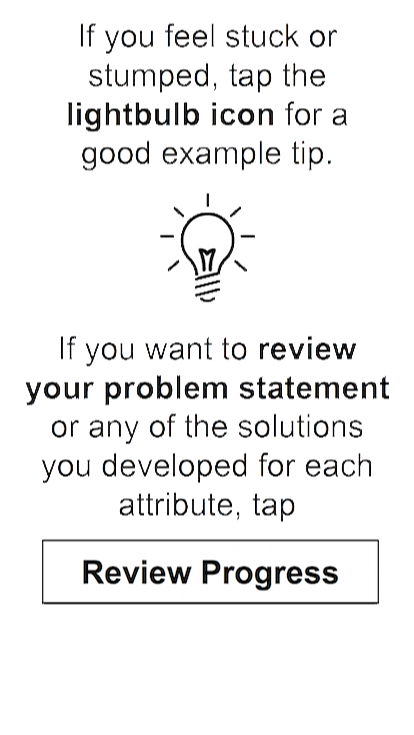 If you feel stuck or
stumped, tap the
lightbulb icon for a
good example tip.
If you want to review
your problem statement
or any of the solutions
you developed for each
attribute, tap
Review Progress